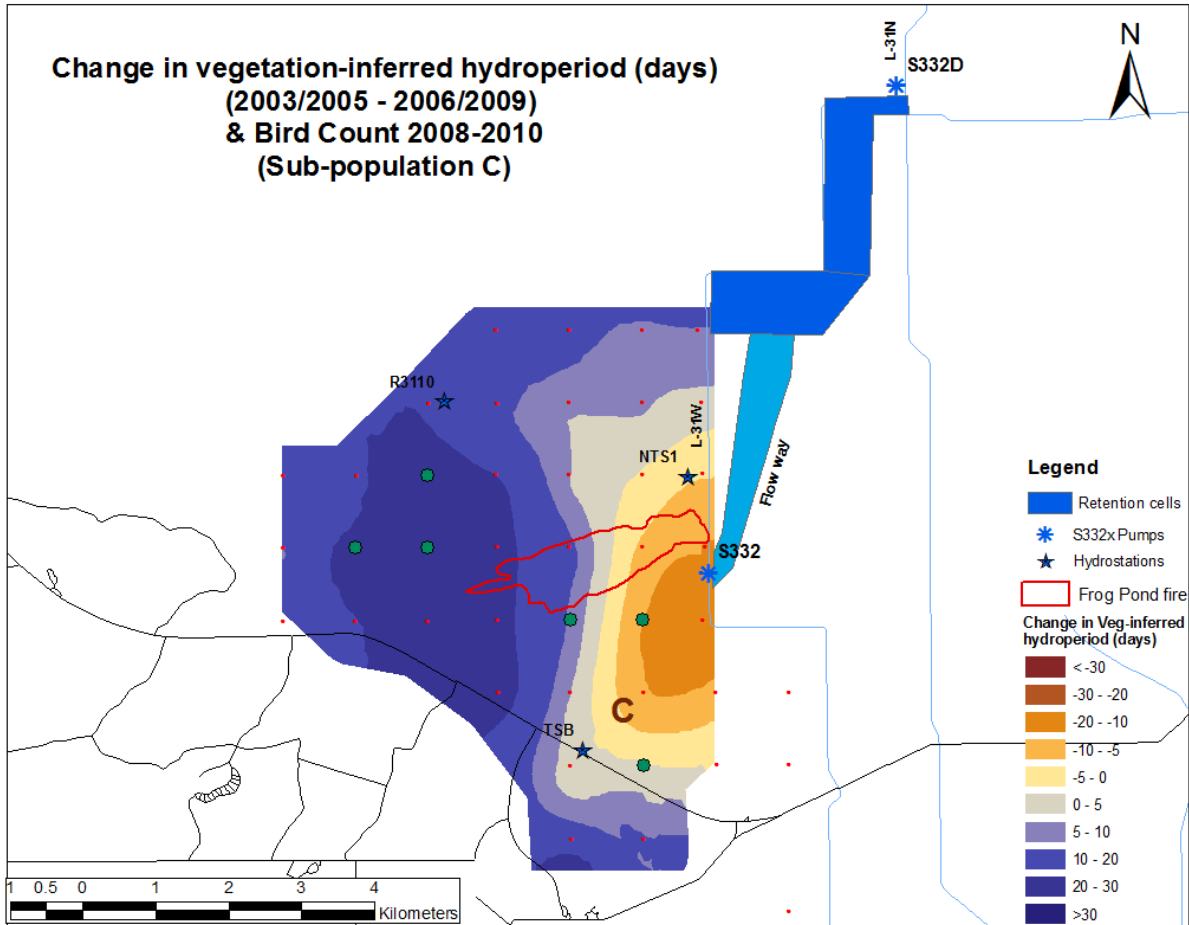 Change in vegetation-inferred hydroperiod (days)
(2003/2005 - 2006/2009)
& Bird Count 2008-2010
(Sub-population C)
L-31N
S332D
N
R3110
L-31W
NTS1
Flow way
S332
C
TSB
Legend
Retention cells
S332x Pumps
Hydrostations
Frog Pond fire
Change in Veg-inferred
hydroperiod (days)
< -30
-30 - -20
-20 - -10
-10 - -5
-5 - 0
0 - 5
5 - 10
10 - 20
20 - 30
>30
1 0.5 0 1 2 3 4
Kilometers